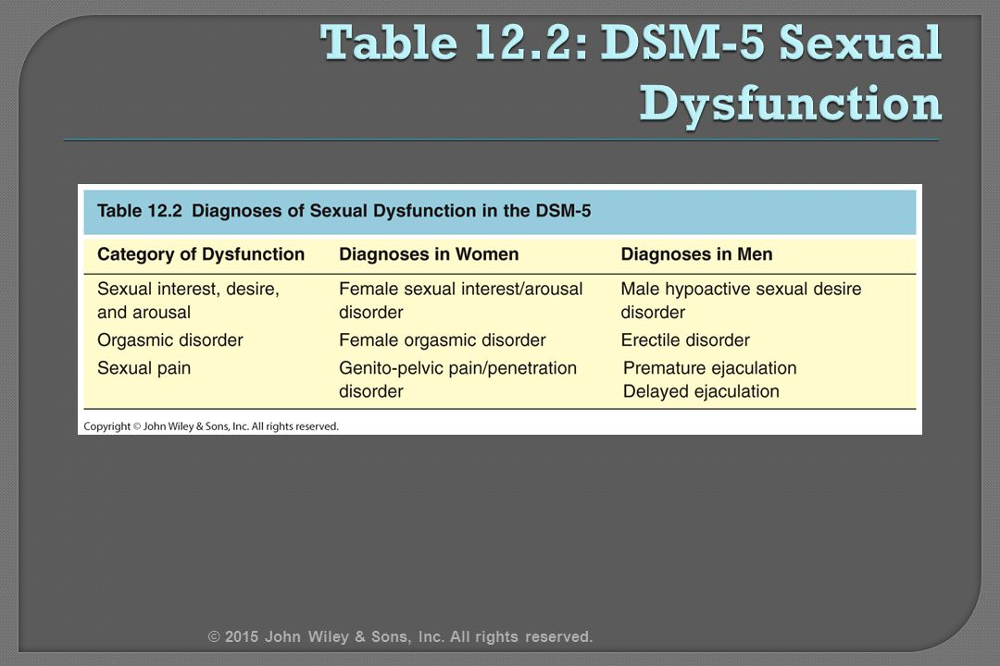 Table 12.2: DSM-5 Sexual
Dysfunction
Table 12.2 Diagnoses of Sexual Dysfunction in the DSM-5
Category of Dysfunction Diagnoses in Women Diagnoses in Men
Sexual interest, desire, Female sexual interest/arousal Male hypoactive sexual desire
and arousal disorder disorder
Orgasmic disorder Female orgasmic disorder Erectile disorder
Sexual pain Genito-pelvic pain/penetration Premature ejaculation
disorder Delayed ejaculation
Copyright © John Wiley & Sons, Inc. All rights reserved.
© 2015 John Wiley & Sons, Inc. All rights reserved.